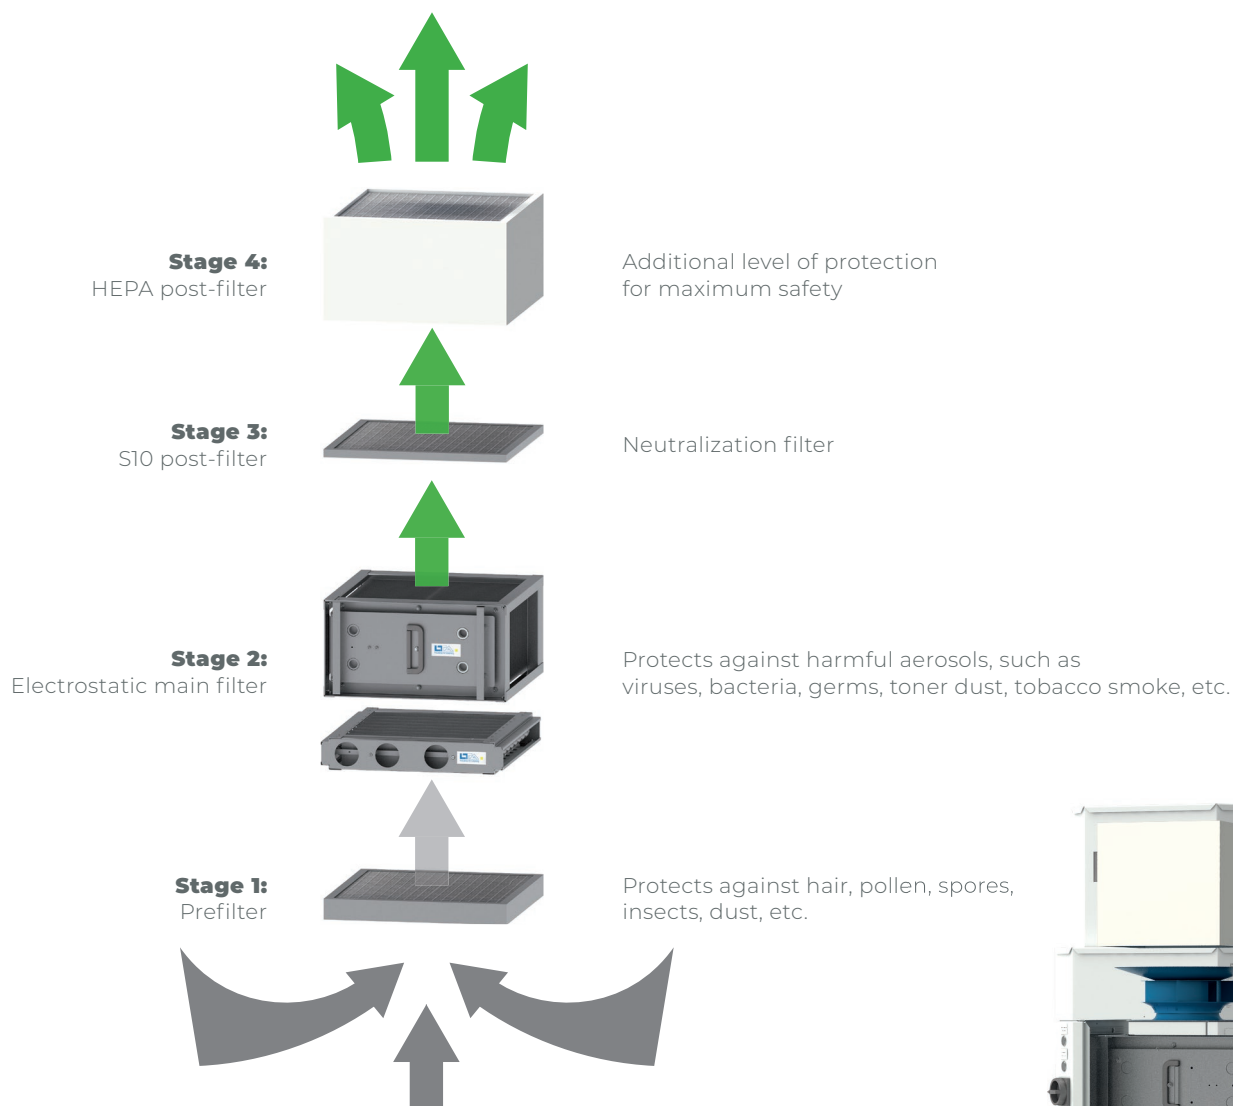 Stage 4:
HEPA post-filter
Additional level of protection
for maximum safety
Stage 3:
S10 post-filter
Neutralization filter
Stage 2:
Electrostatic main filter
Protects against harmful aerosols, such as
viruses, bacteria, germs, toner dust, tobacco smoke, etc.
Stage 1:
Prefilter
Protects against hair, pollen, spores,
insects, dust, etc.